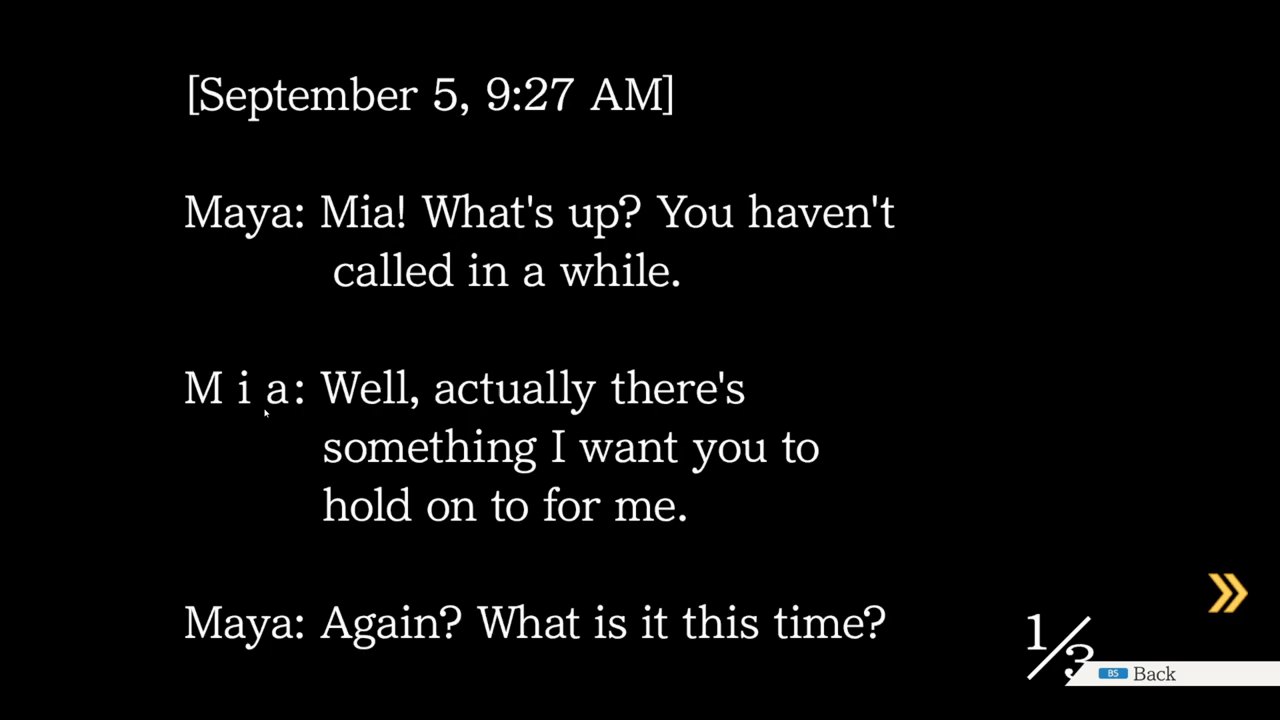 [September 5, 9:27 AM]
Maya: Mia! What's up? You haven't
called in a while.
M i a: Well, actually there's
something I want you to
hold on to for me.
Maya: Again? What is it this time?
1/3
BS Back